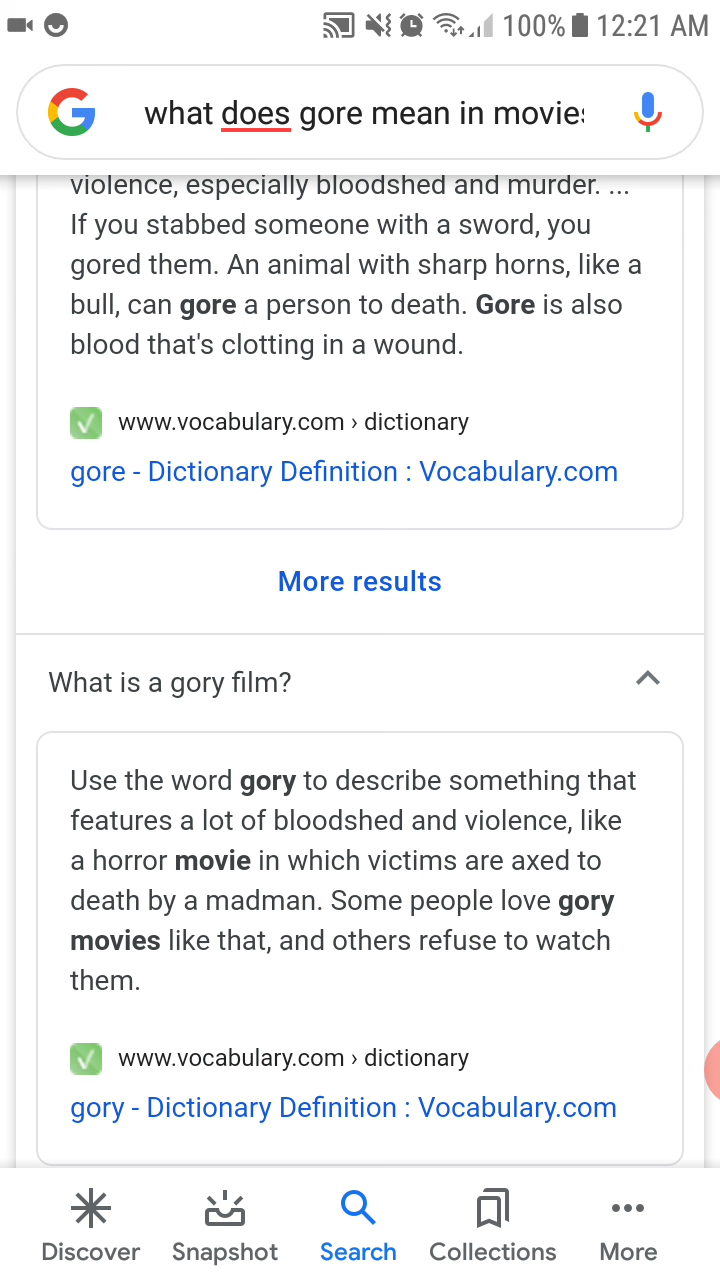 100% 12:21 AM
what does gore mean in movies
violence, especially bloodshed and murder. ...
If you stabbed someone with a sword, you
gored them. An animal with sharp horns, like a
bull, can gore a person to death. Gore is also
blood that's clotting in a wound.
www.vocabulary.com › dictionary
gore - Dictionary Definition : Vocabulary.com
More results
What is a gory film?
Use the word gory to describe something that
features a lot of bloodshed and violence, like
a horror movie in which victims are axed to
death by a madman. Some people love gory
movies like that, and others refuse to watch
them.
www.vocabulary.com › dictionary
gory - Dictionary Definition : Vocabulary.com
Discover Snapshot Search Collections More